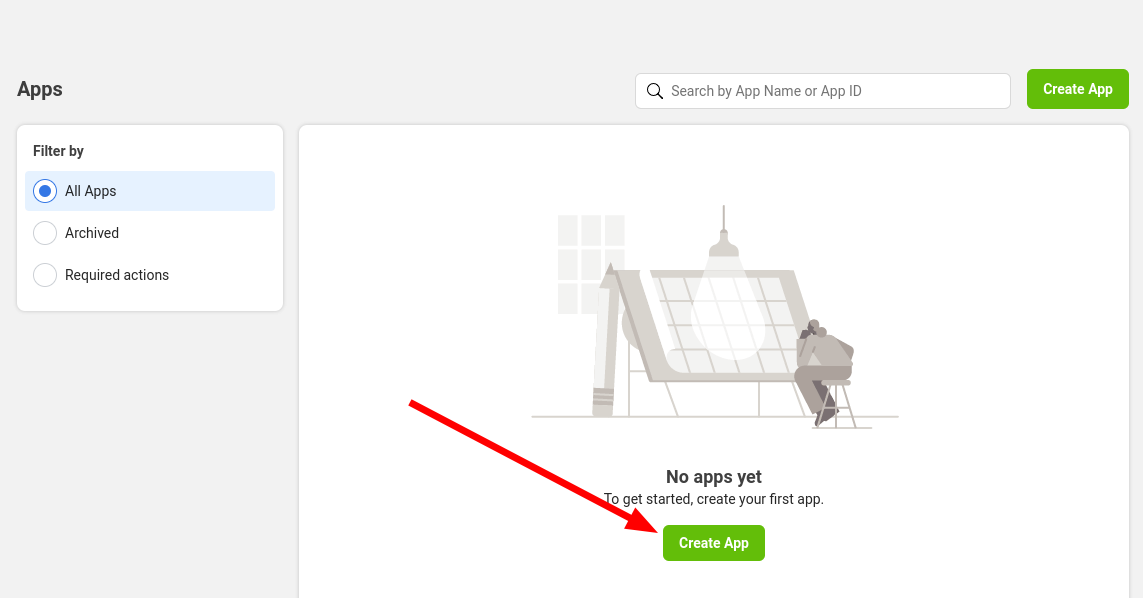 Apps
Search by App Name or App ID
Create App
Filter by
All Apps
Archived
Required actions
No apps yet
To get started, create your first app.
Create App